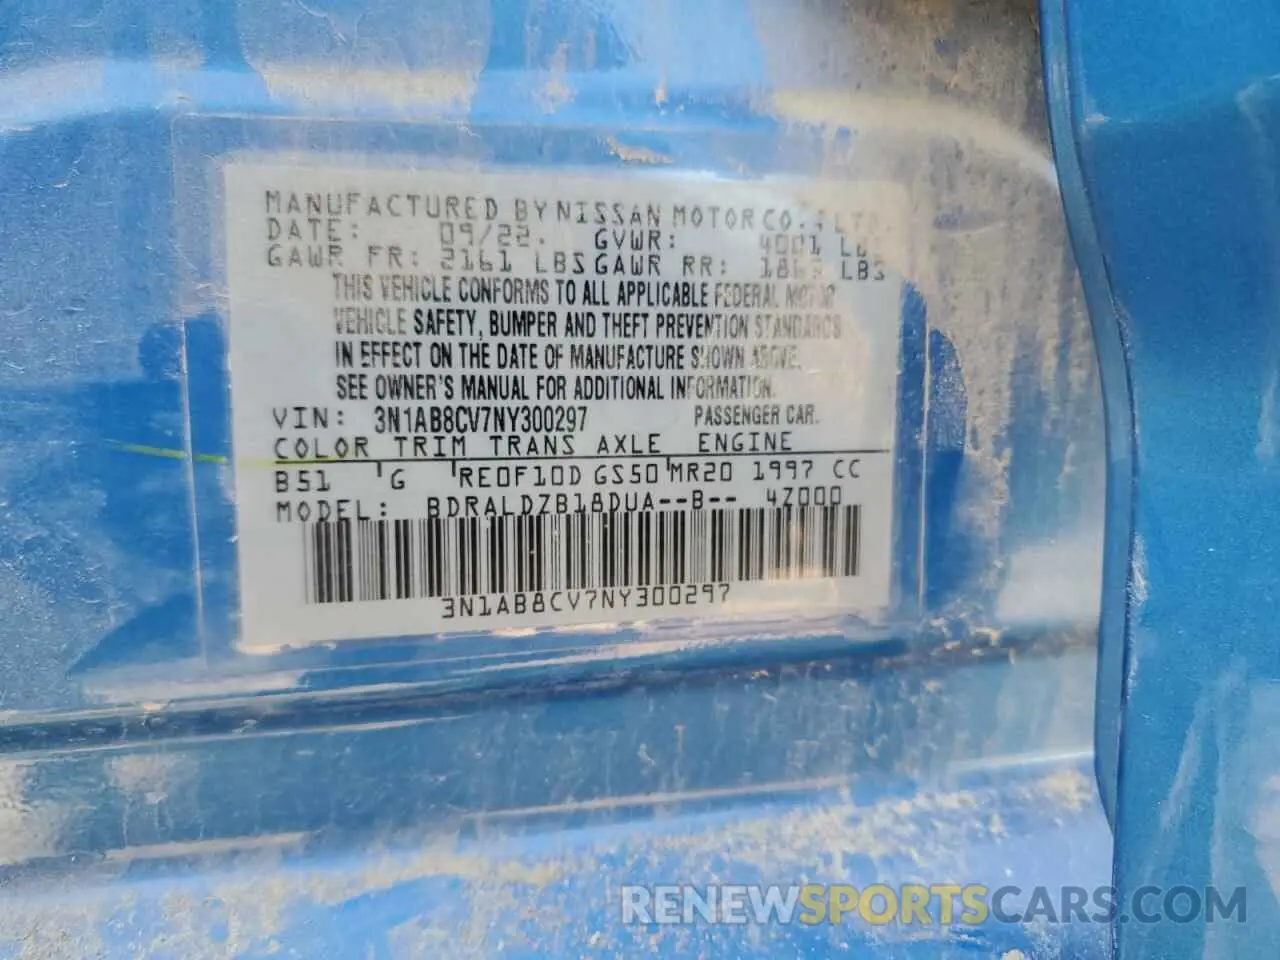 MANUFACTURED BY NISSAN MOTOR CO., LTD.
DATE: 09/22. GVWR: 4001 LBS
GAWR FR: 2161 LBS GAWR RR: LBS
THIS VEHICLE CONFORMS TO ALL APPLICABLE FEDERAL MOTOR
VEHICLE SAFETY, BUMPER AND THEFT PREVENTION STANDARDS
IN EFFECT ON THE DATE OF MANUFACTURE SHOWN ABOVE.
SEE OWNER'S MANUAL FOR ADDITIONAL INFORMATION.
VIN: 3N1AB8CV7NY300297 PASSENGER CAR.
COLOR TRIM TRANS AXLE ENGINE
B51 G RE0F10D GS50 MR20 1997 CC
MODEL: BDRALDZB18DUA--B-- 4Z000
3N1AB8CV7NY300297
RENEWSPORTSCARS.COM